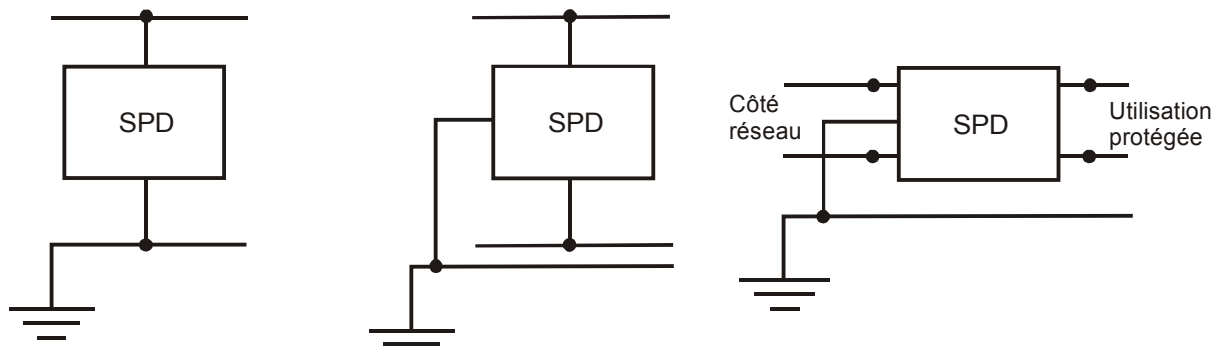 SPD
SPD
Côté
réseau
SPD
Utilisation
protégée